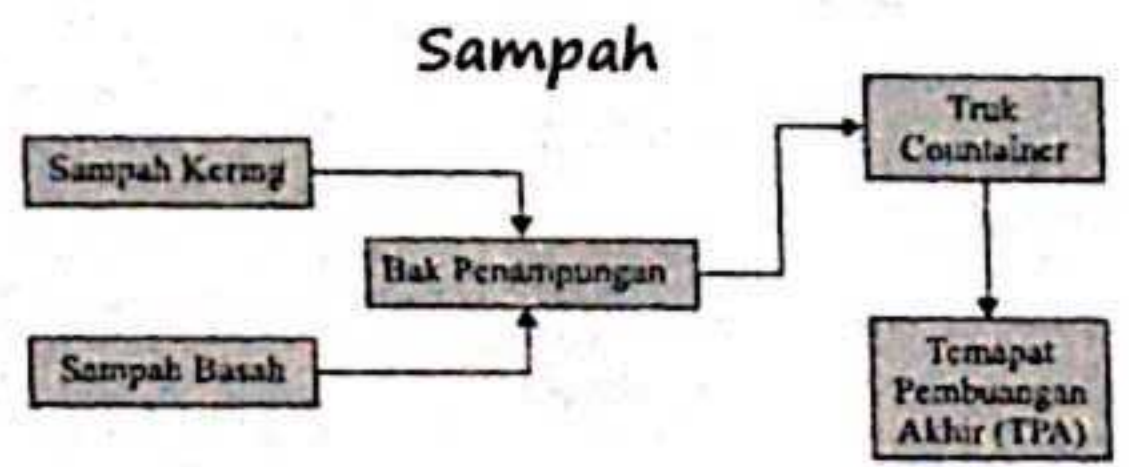 Sampah
Sampah Kering
Bak Penampungan
Sampah Basah
Truk
Countainer
Temapat
Pembuangan
Akhir (TPA)